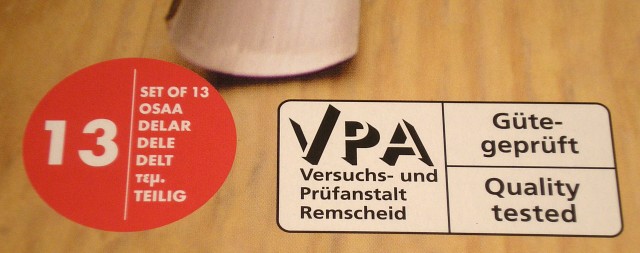 13
SET OF 13
OSAA
DELAR
DELE
DELT
τεμ.
TEILIG
VPA
Versuchs- und
Prüfanstalt
Remscheid
Güte-
geprüft
Quality
tested